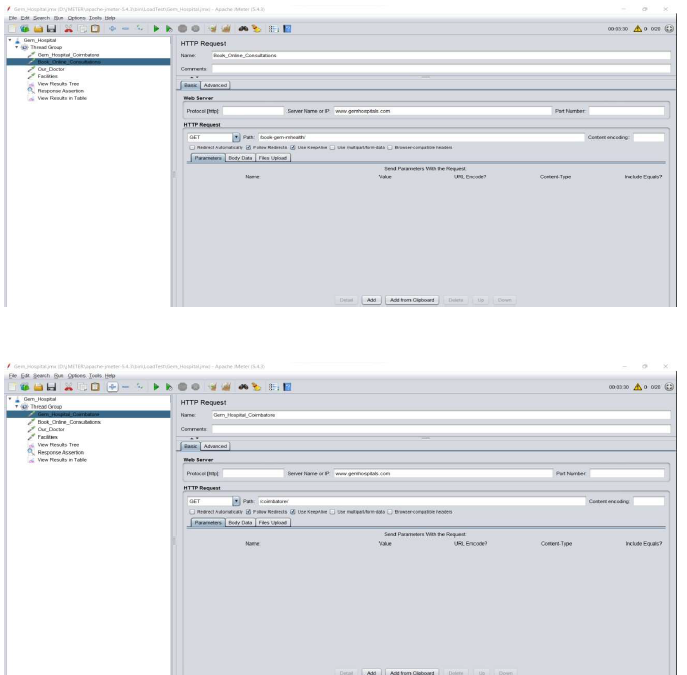 Gem_Hospital.jmx (D:\JMETER\apache-jmeter-5.4.3\bin\LoadTests\Gem_Hospital.jmx) - Apache JMeter (5.4.3)
File Edit Search Run Options Tools Help
00:03:30 0 0/20
Gem_Hospital
Thread Group
Gem_Hospital_Coimbatore
Book_Online_Consultations
Our_Doctor
Facilities
View Results Tree
Response Assertion
View Results in Table
HTTP Request
Name: Book_Online_Consultations
Comments:
Basic Advanced
Web Server
Protocol [http]: Server Name or IP: www.gemhospitals.com Port Number:
HTTP Request
GET Path: /book-gem-mhealth/ Content encoding:
Redirect Automatically Follow Redirects Use KeepAlive Use multipart/form-data Browser-compatible headers
Parameters Body Data Files Upload
Send Parameters With the Request:
Name: Value URL Encode? Content-Type Include Equals?
Detail Add Add from Clipboard Delete Up Down
Gem_Hospital.jmx (D:\JMETER\apache-jmeter-5.4.3\bin\LoadTests\Gem_Hospital.jmx) - Apache JMeter (5.4.3)
File Edit Search Run Options Tools Help
00:03:30 0 0/20
Gem_Hospital
Thread Group
Gem_Hospital_Coimbatore
Book_Online_Consultations
Our_Doctor
Facilities
View Results Tree
Response Assertion
View Results in Table
HTTP Request
Name: Gem_Hospital_Coimbatore
Comments:
Basic Advanced
Web Server
Protocol [http]: Server Name or IP: www.gemhospitals.com Port Number:
HTTP Request
GET Path: /coimbatore/ Content encoding:
Redirect Automatically Follow Redirects Use KeepAlive Use multipart/form-data Browser-compatible headers
Parameters Body Data Files Upload
Send Parameters With the Request:
Name: Value URL Encode? Content-Type Include Equals?
Detail Add Add from Clipboard Delete Up Down